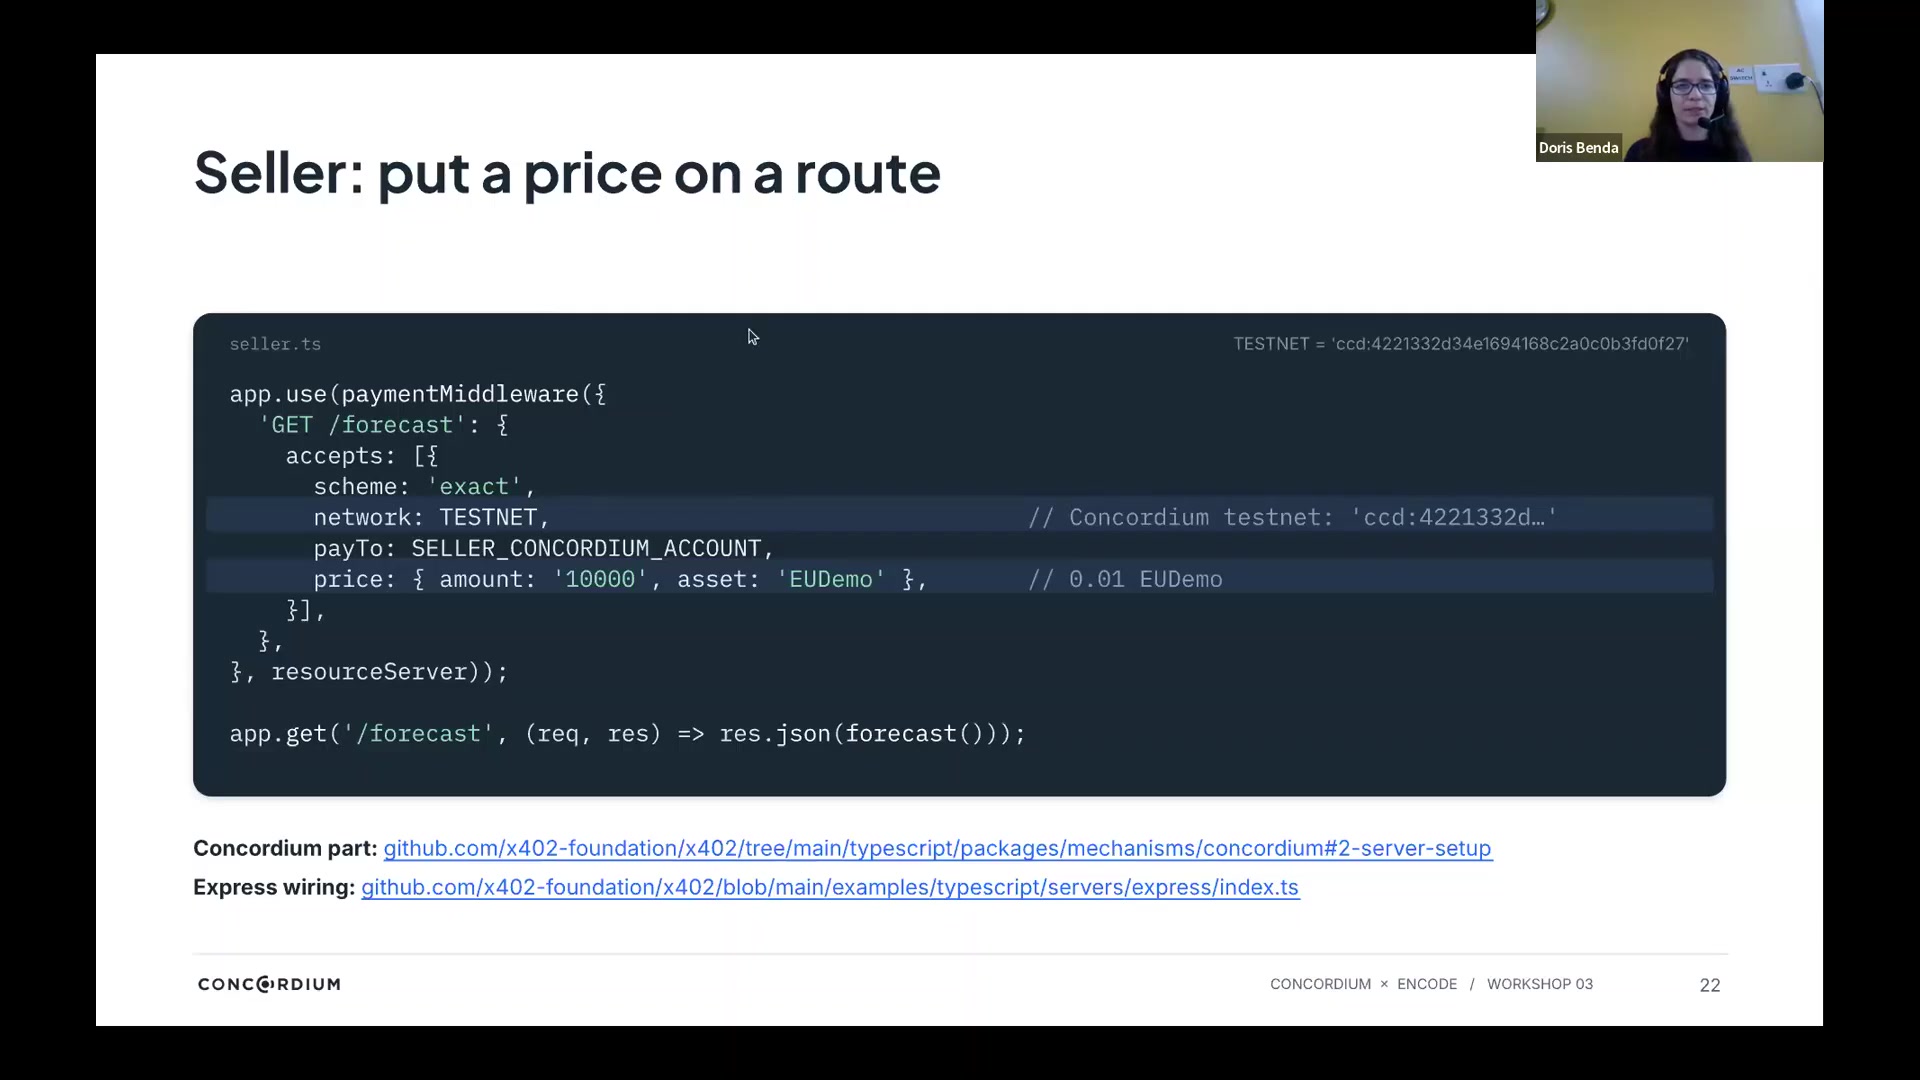 Doris Benda
AC SWITCH
Seller: put a price on a route
seller.ts
TESTNET = 'ccd:4221332d34e1694168c2a0c0b3fd0f27'
app.use(paymentMiddleware({
  'GET /forecast': {
    accepts: [{
      scheme: 'exact',
      network: TESTNET, // Concordium testnet: 'ccd:4221332d…'
      payTo: SELLER_CONCORDIUM_ACCOUNT,
      price: { amount: '10000', asset: 'EUDemo' }, // 0.01 EUDemo
    }],
  },
}, resourceServer));
app.get('/forecast', (req, res) => res.json(forecast()));
Concordium part: github.com/x402-foundation/x402/tree/main/typescript/packages/mechanisms/concordium#2-server-setup
Express wiring: github.com/x402-foundation/x402/blob/main/examples/typescript/servers/express/index.ts
CONCORDIUM
CONCORDIUM × ENCODE / WORKSHOP 03
22